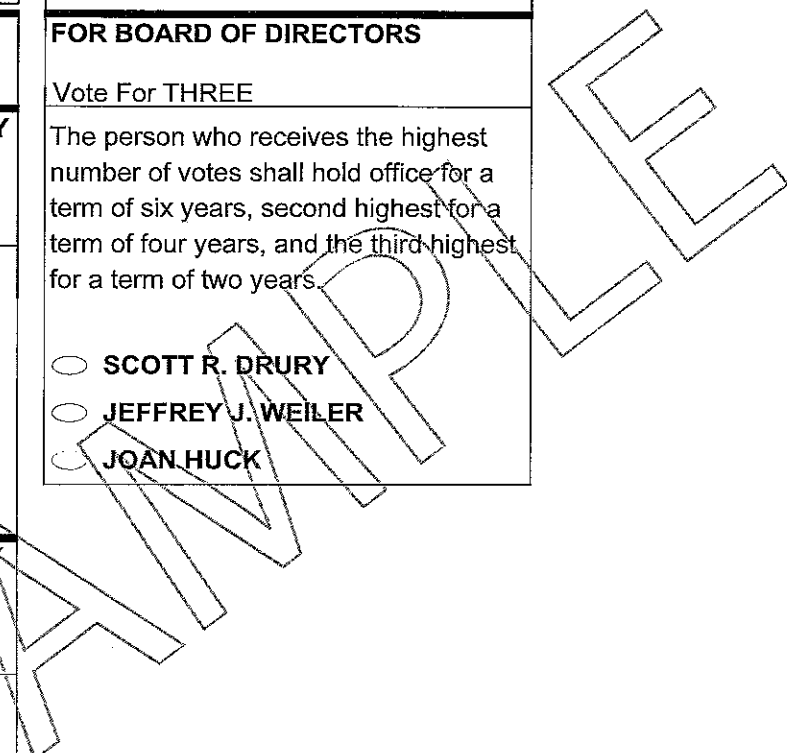 FOR BOARD OF DIRECTORS
Vote For THREE
The person who receives the highest
number of votes shall hold office for a
term of six years, second highest for a
term of four years, and the third highest
for a term of two years.
SCOTT R. DRURY
JEFFREY J. WEILER
JOAN HUCK
Y
AMPLE